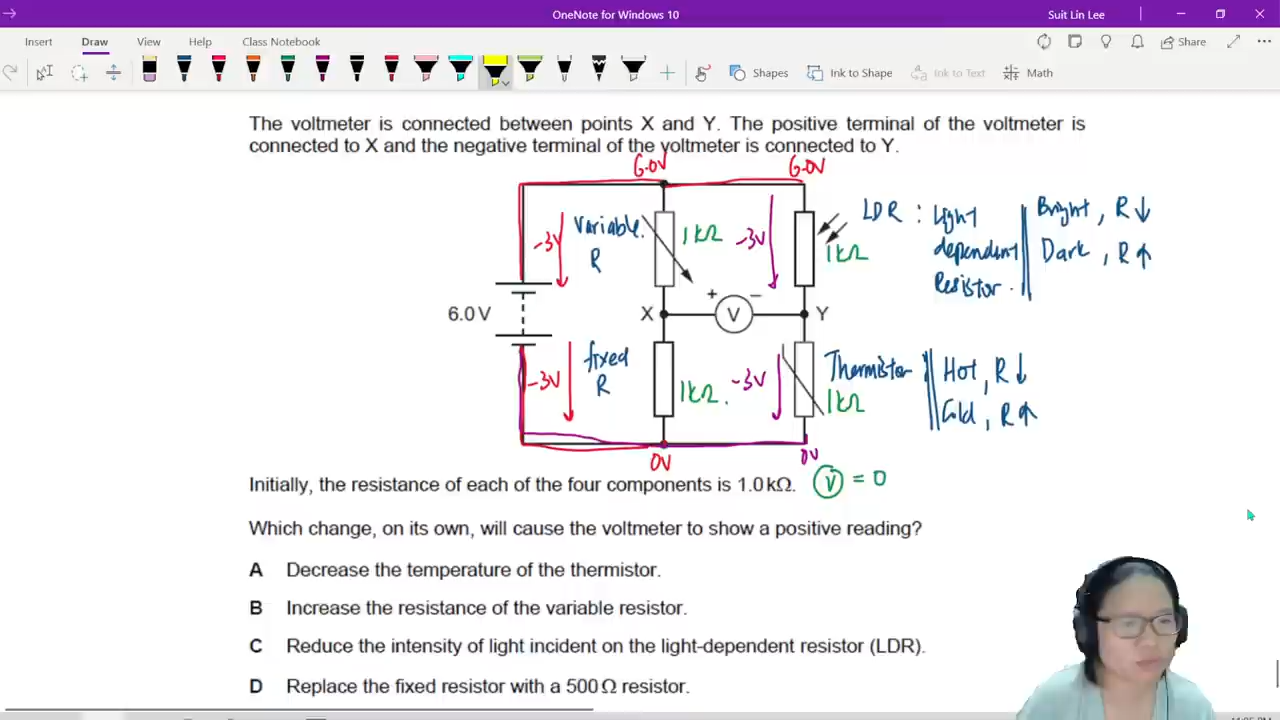 OneNote for Windows 10
Suit Lin Lee
Insert Draw View Help Class Notebook Share
Shapes Ink to Shape Ink to Text Math
The voltmeter is connected between points X and Y. The positive terminal of the voltmeter is
connected to X and the negative terminal of the voltmeter is connected to Y.
6.0V 6.0V
-3V variable R 1kΩ -3V 1kΩ
LDR : Light dependent Resistor.
Bright, R↓
Dark, R↑
+ −
6.0 V X V Y
-3V fixed R 1kΩ. -3V 1kΩ
Thermistor
Hot, R↓
Cold, R↑
0V 0V
Initially, the resistance of each of the four components is 1.0 kΩ. V = 0
Which change, on its own, will cause the voltmeter to show a positive reading?
A Decrease the temperature of the thermistor.
B Increase the resistance of the variable resistor.
C Reduce the intensity of light incident on the light-dependent resistor (LDR).
D Replace the fixed resistor with a 500 Ω resistor.